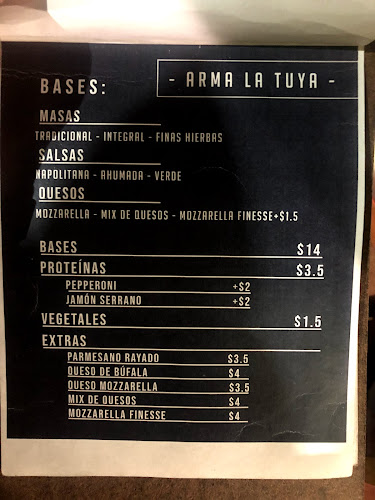 - ARMA LA TUYA -
BASES:
MASAS
TRADICIONAL - INTEGRAL - FINAS HIERBAS
SALSAS
NAPOLITANA - AHUMADA - VERDE
QUESOS
MOZZARELLA - MIX DE QUESOS - MOZZARELLA FINESSE+$1.5
BASES $14
PROTEÍNAS $3.5
PEPPERONI +$2
JAMÓN SERRANO +$2
VEGETALES $1.5
EXTRAS
PARMESANO RAYADO $3.5
QUESO DE BÚFALA $4
QUESO MOZZARELLA $3.5
MIX DE QUESOS $4
MOZZARELLA FINESSE $4